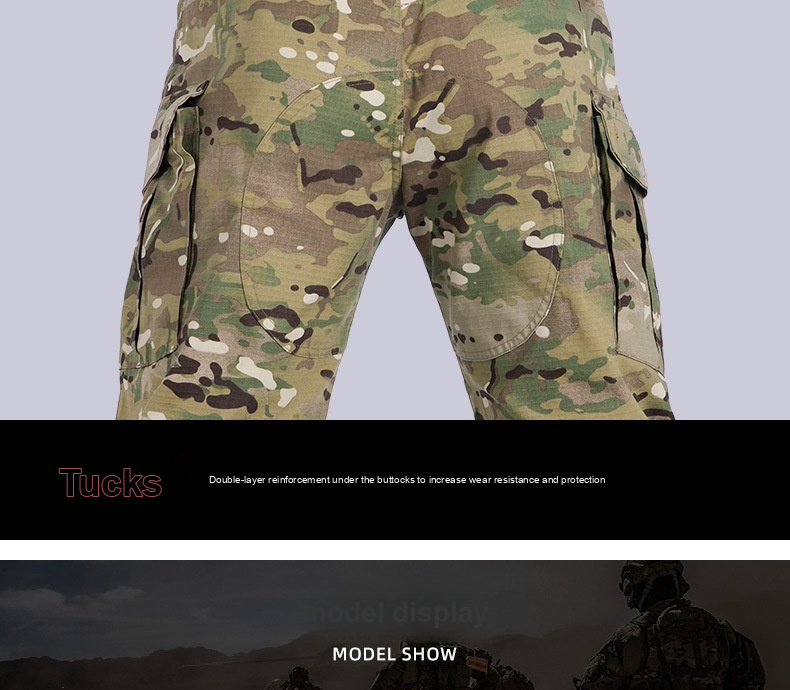 Tucks
Double-layer reinforcement under the buttocks to increase wear resistance and protection
model display
MODEL SHOW